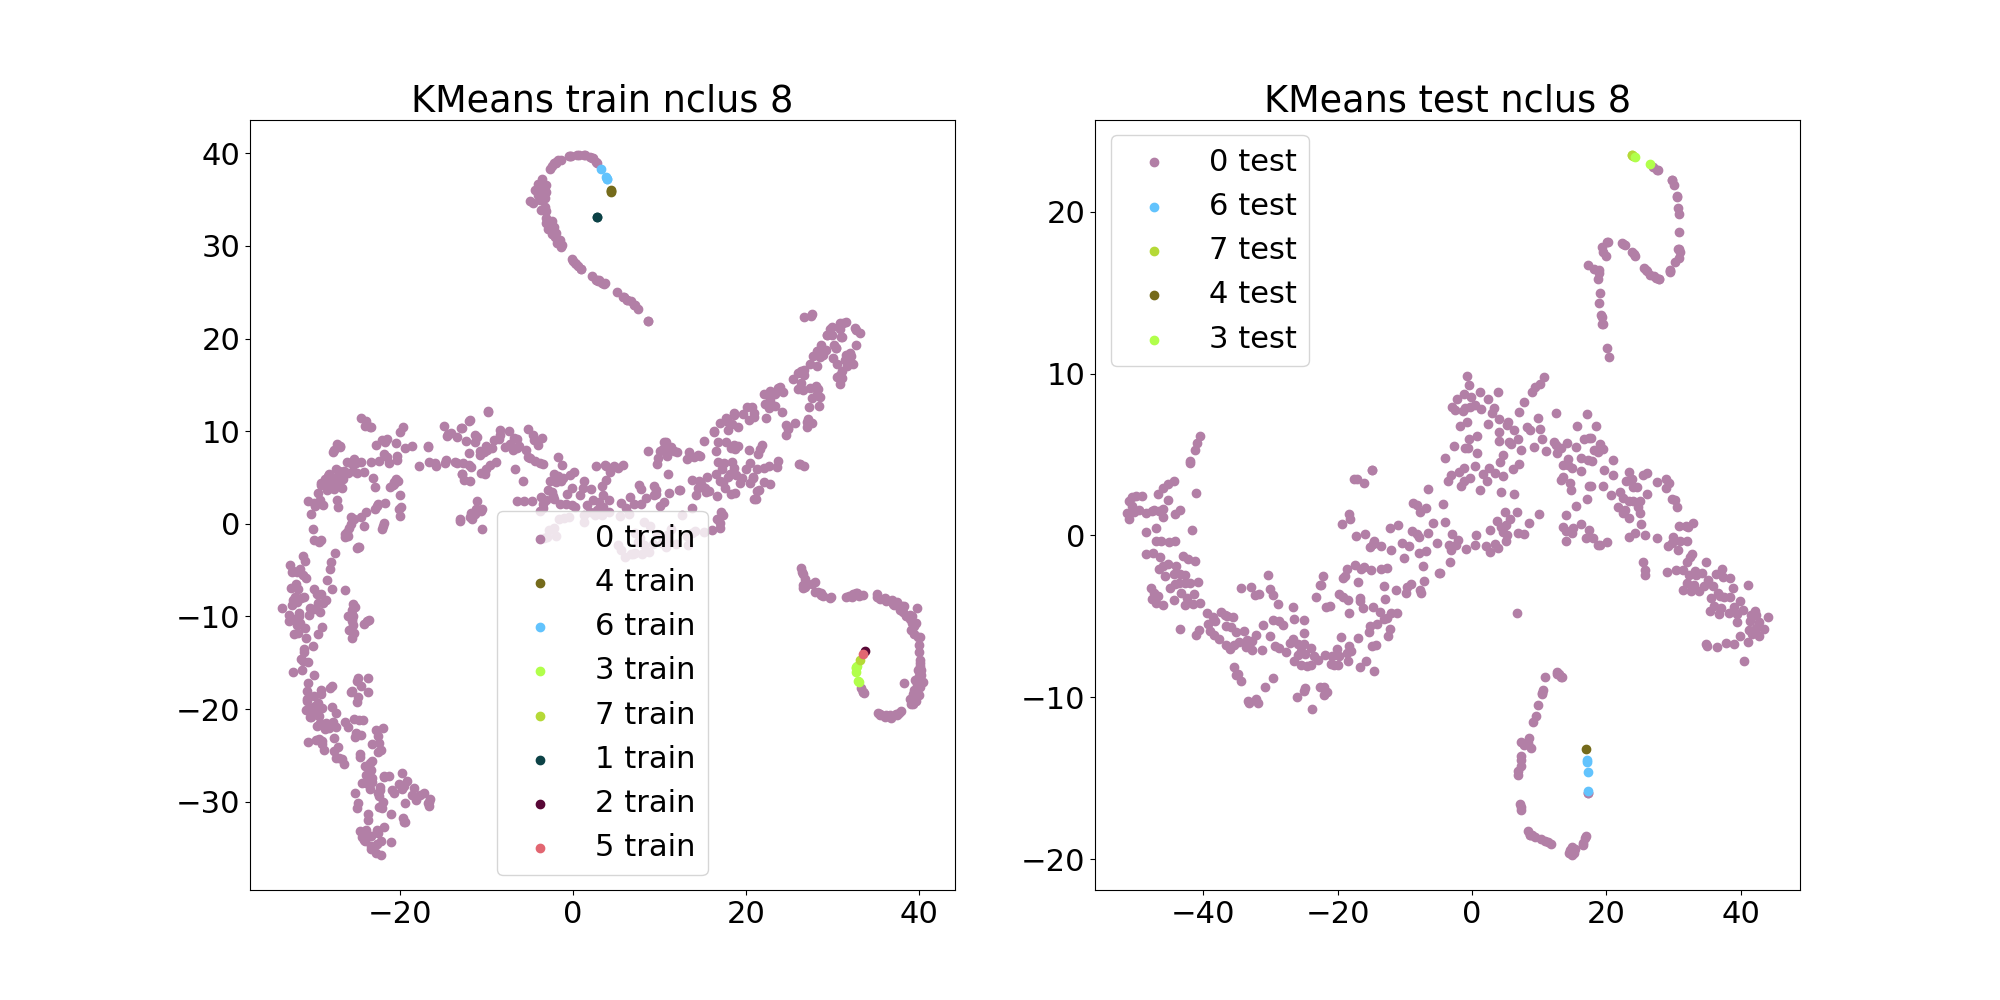 KMeans train nclus 8
40
30
20
10
0
−10
−20
−30
−20
0
20
40
0 train
4 train
6 train
3 train
7 train
1 train
2 train
5 train
KMeans test nclus 8
20
10
0
−10
−20
−40
−20
0
20
40
0 test
6 test
7 test
4 test
3 test